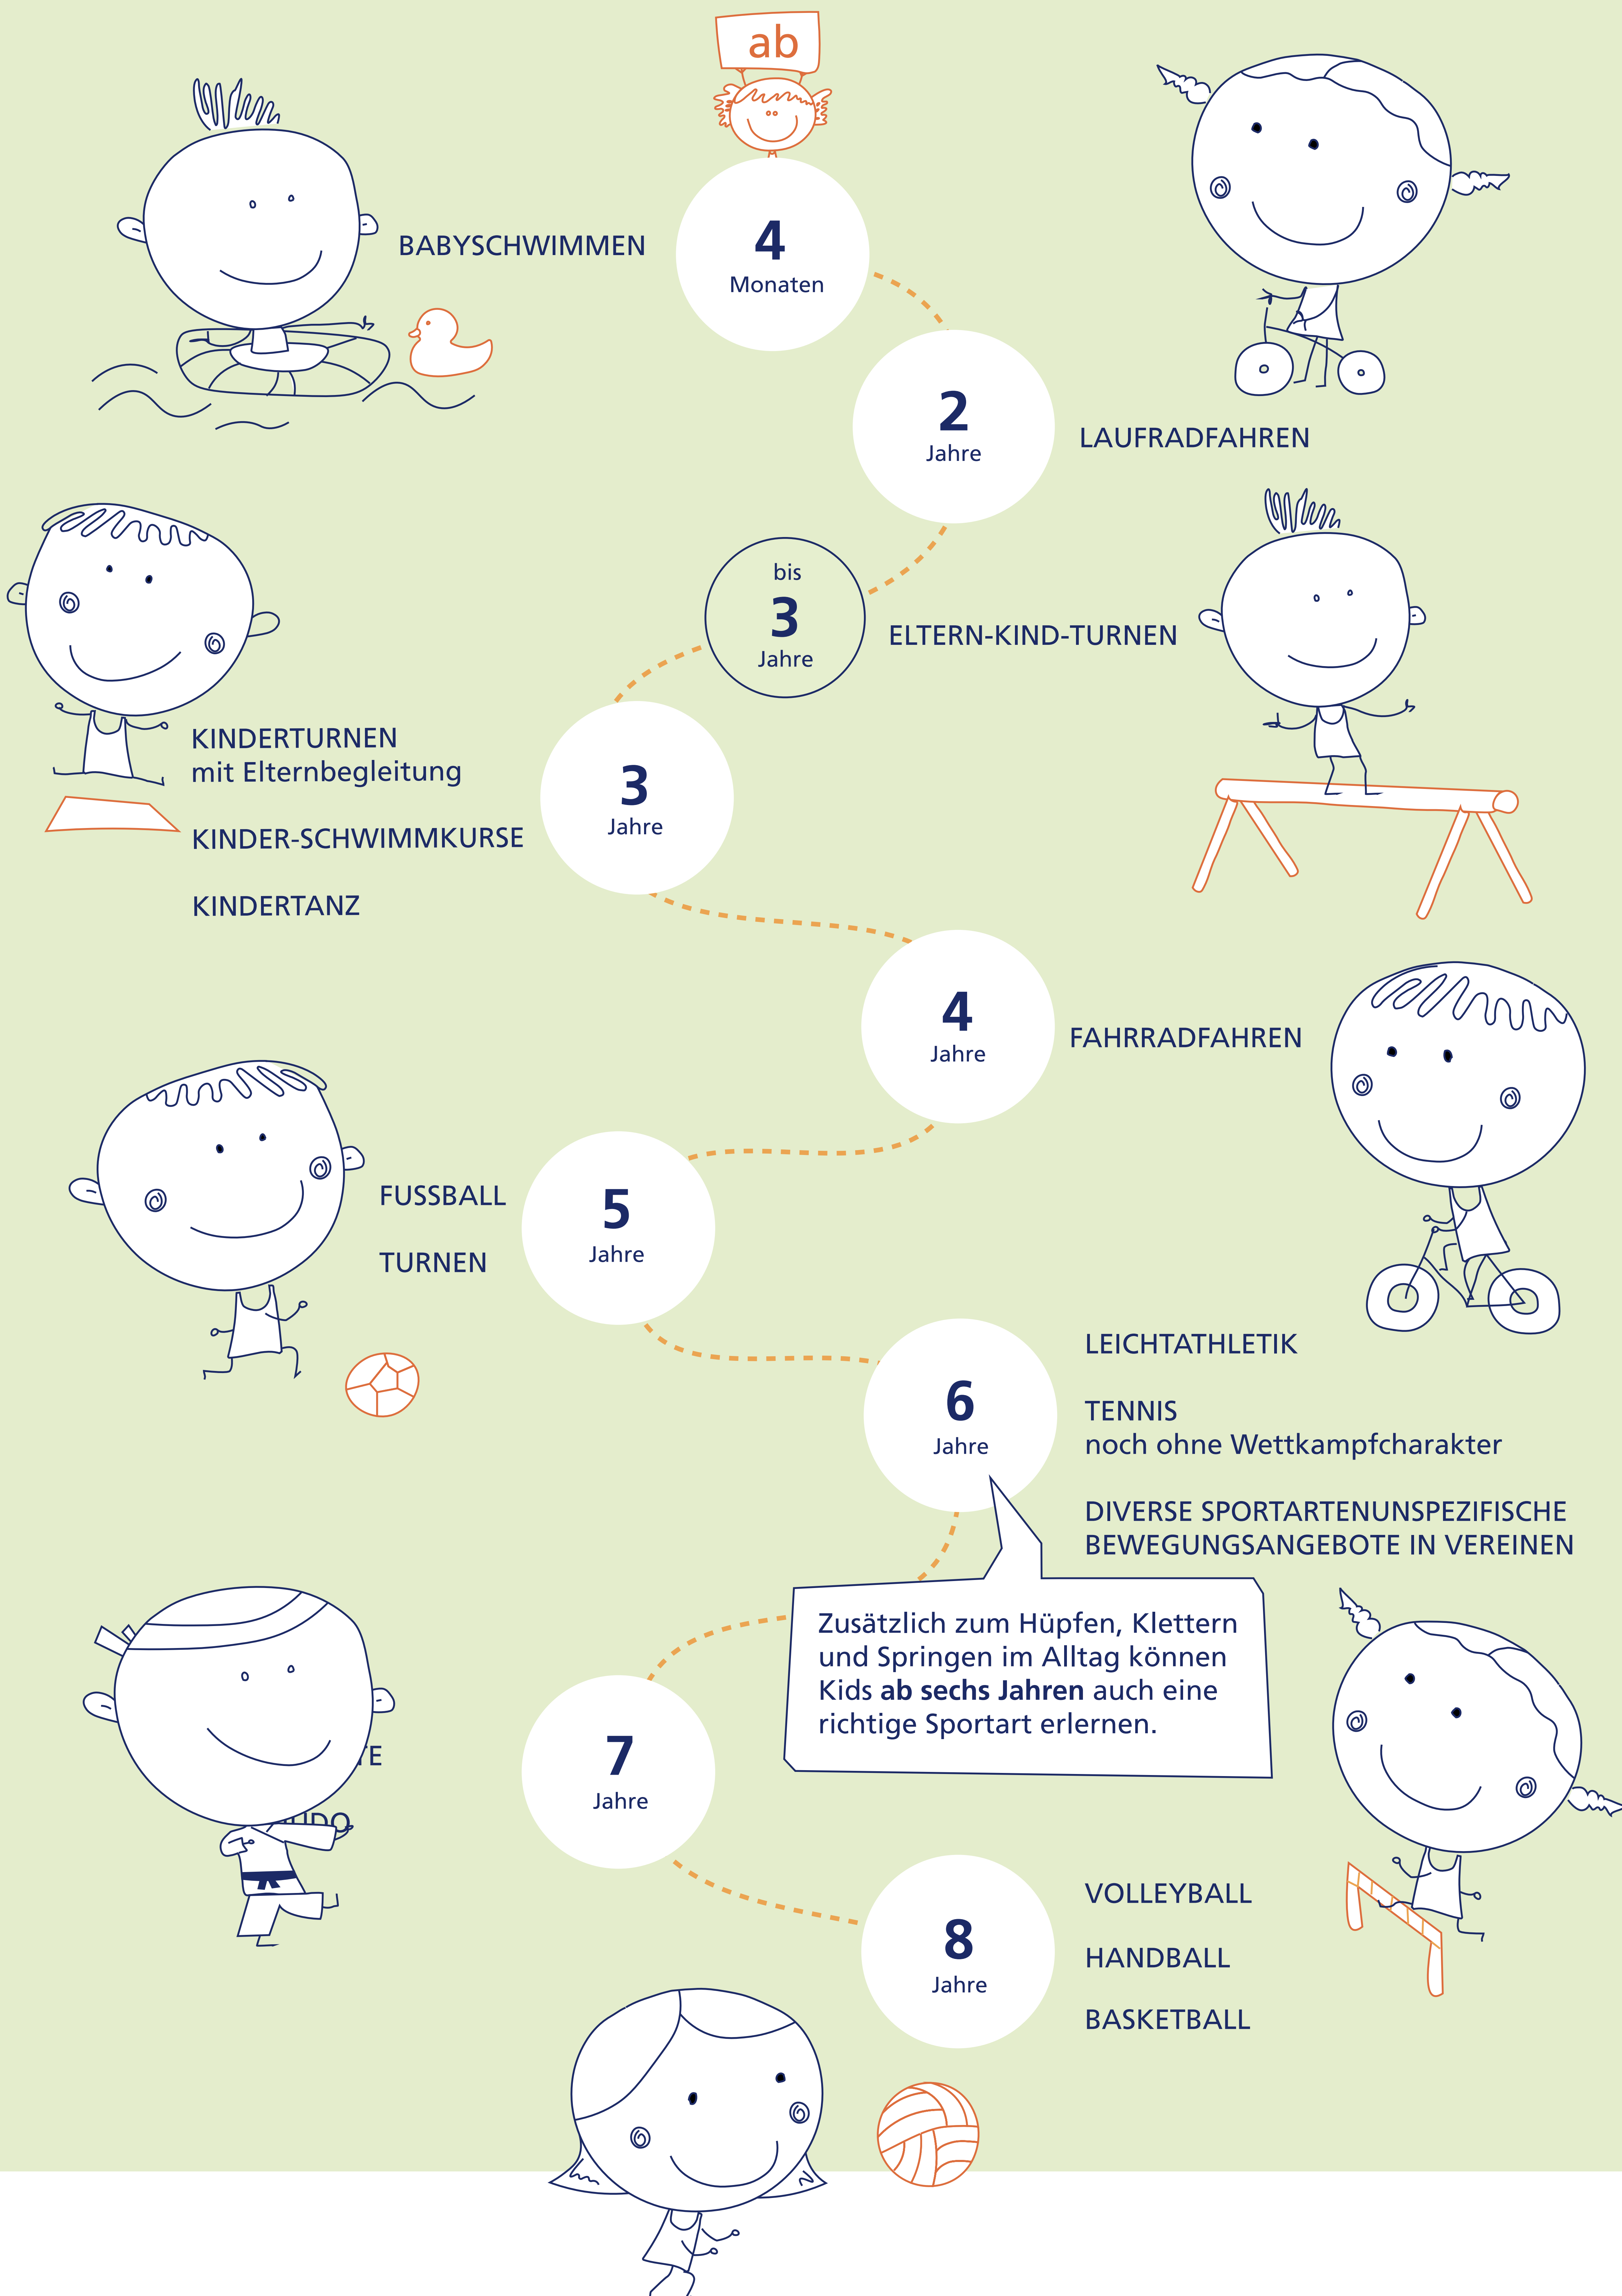 ab
4
Monaten
BABYSCHWIMMEN
2
Jahre
LAUFRADFAHREN
bis
3
Jahre
ELTERN-KIND-TURNEN
3
Jahre
KINDERTURNEN
mit Elternbegleitung
KINDER-SCHWIMMKURSE
KINDERTANZ
4
Jahre
FAHRRADFAHREN
5
Jahre
FUSSBALL
TURNEN
6
Jahre
LEICHTATHLETIK
TENNIS
noch ohne Wettkampfcharakter
DIVERSE SPORTARTENUNSPEZIFISCHE
BEWEGUNGSANGEBOTE IN VEREINEN
Zusätzlich zum Hüpfen, Klettern
und Springen im Alltag können
Kids ab sechs Jahren auch eine
richtige Sportart erlernen.
7
Jahre
8
Jahre
VOLLEYBALL
HANDBALL
BASKETBALL